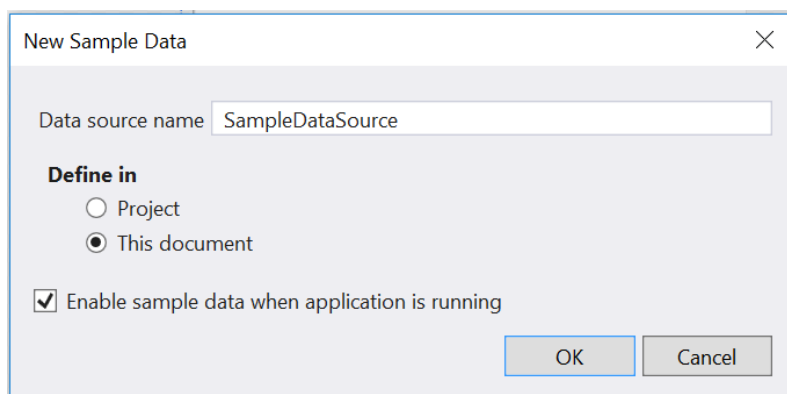 New Sample Data
Data source name SampleDataSource
Define in
Project
This document
Enable sample data when application is running
OK Cancel